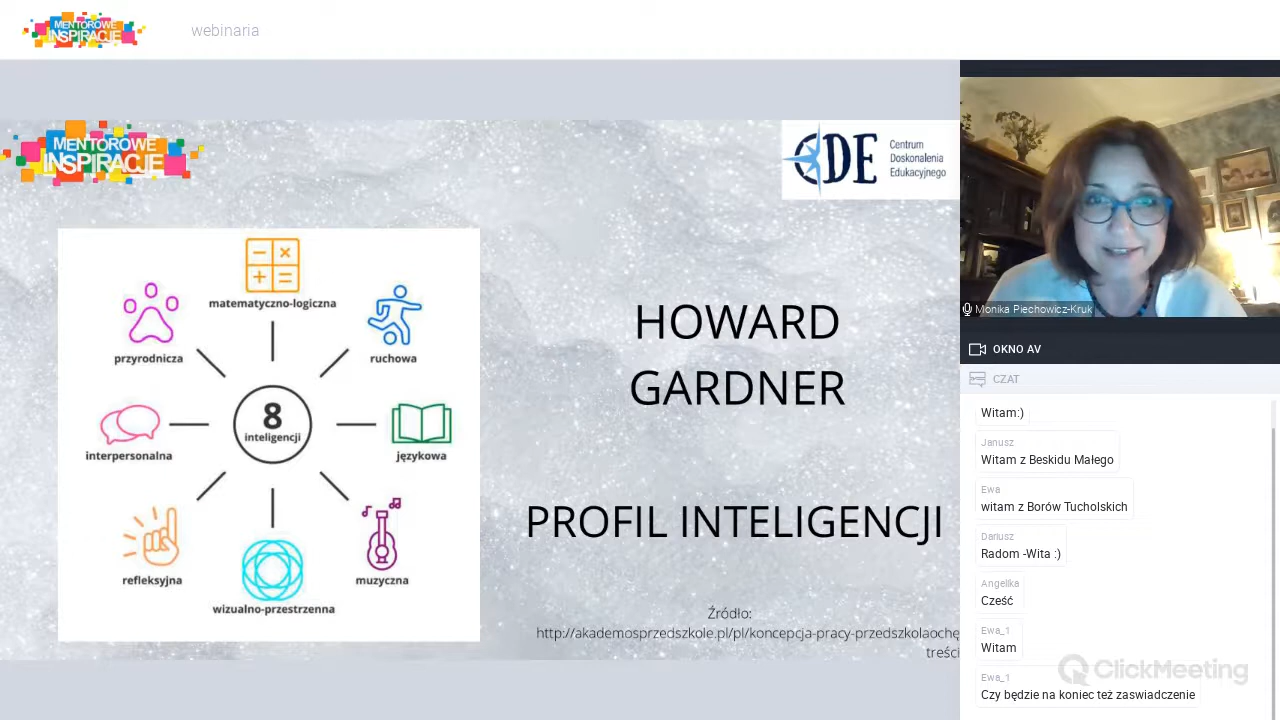 MENTOROWE
INSPIRACJE
webinaria
MENTOROWE
INSPIRACJE
CDE
Centrum
Doskonalenia
Edukacyjnego
matematyczno-logiczna
przyrodnicza
ruchowa
8
inteligencji
interpersonalna
językowa
refleksyjna
muzyczna
wizualno-przestrzenna
HOWARD
GARDNER
PROFIL INTELIGENCJI
Źródło:
http://akademosprzedszkole.pl/pl/koncepcja-pracy-przedszkolaochę
treści
Monika Piechowicz-Kruk
OKNO AV
CZAT
Witam:)
Janusz
Witam z Beskidu Małego
Ewa
witam z Borów Tucholskich
Dariusz
Radom -Wita :)
Angelika
Cześć
Ewa_1
Witam
Ewa_1
Czy będzie na koniec też zaswiadczenie
ClickMeeting